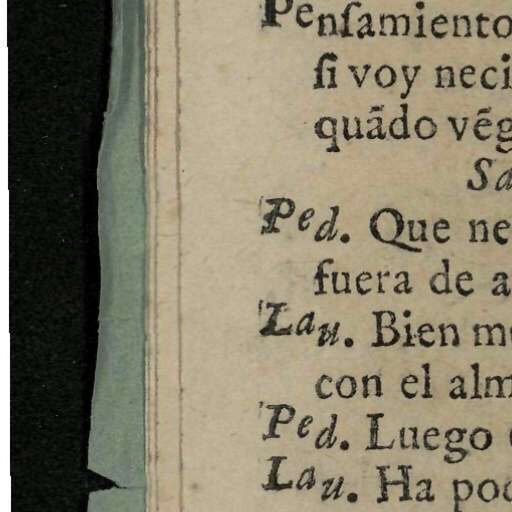 Penſamiento
ſi voy neci
quãdo vẽg
Sa
Ped. Que ne
fuera de a
Lau. Bien m
con el alm
Ped. Luego
Lau. Ha poc